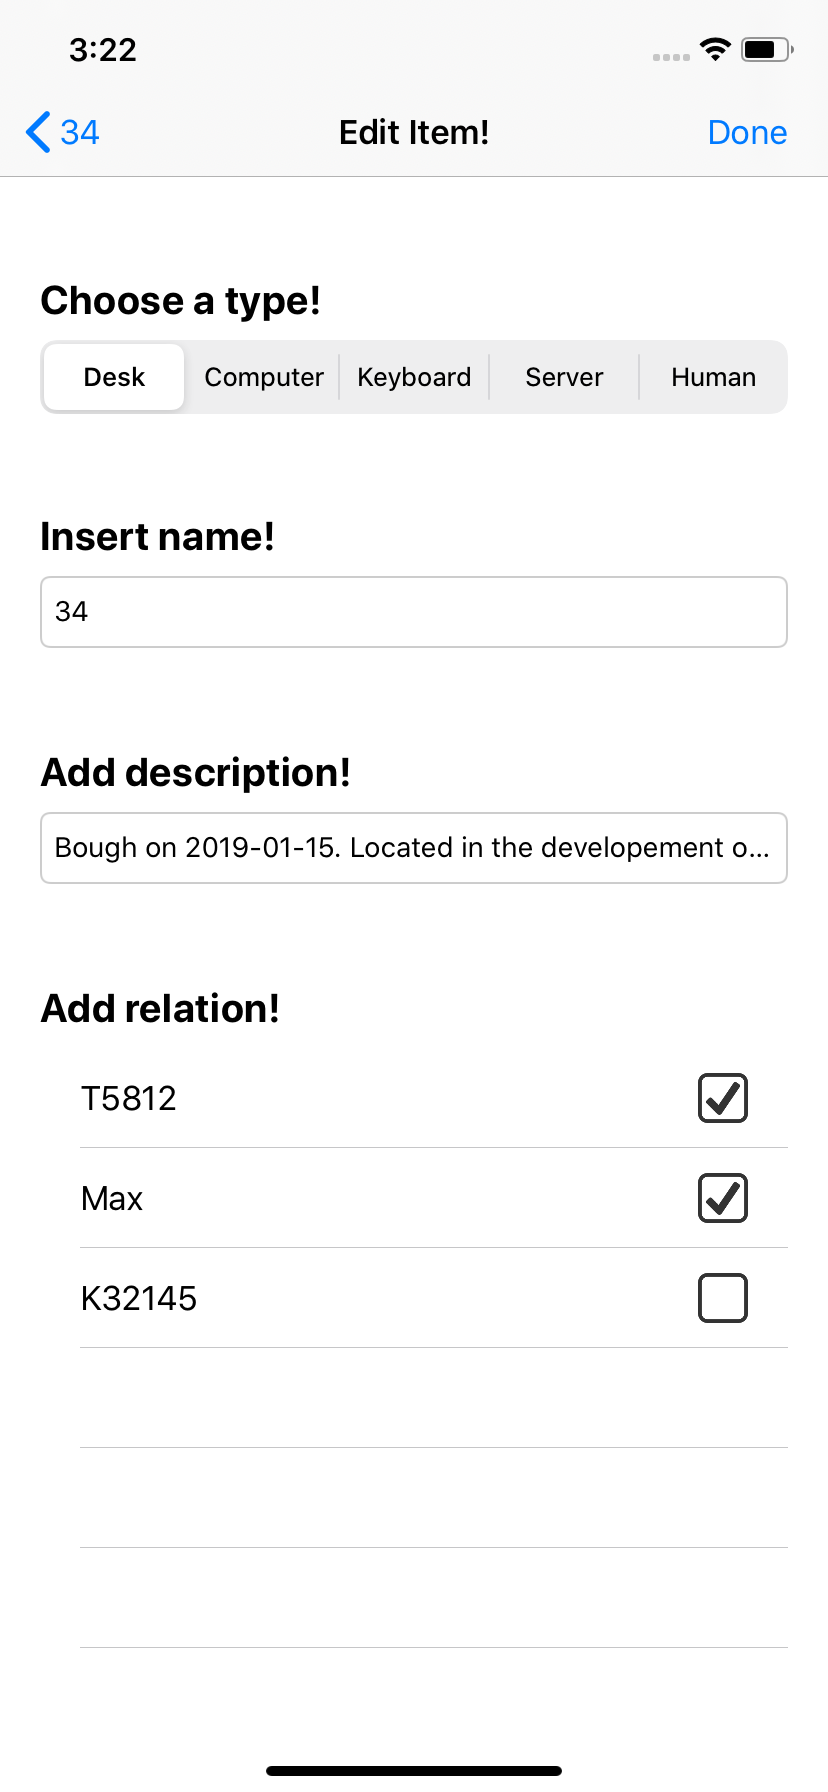 3:22
34
Edit Item!
Done
Choose a type!
Desk Computer Keyboard Server Human
Insert name!
34
Add description!
Bough on 2019-01-15. Located in the developement o...
Add relation!
T5812
Max
K32145